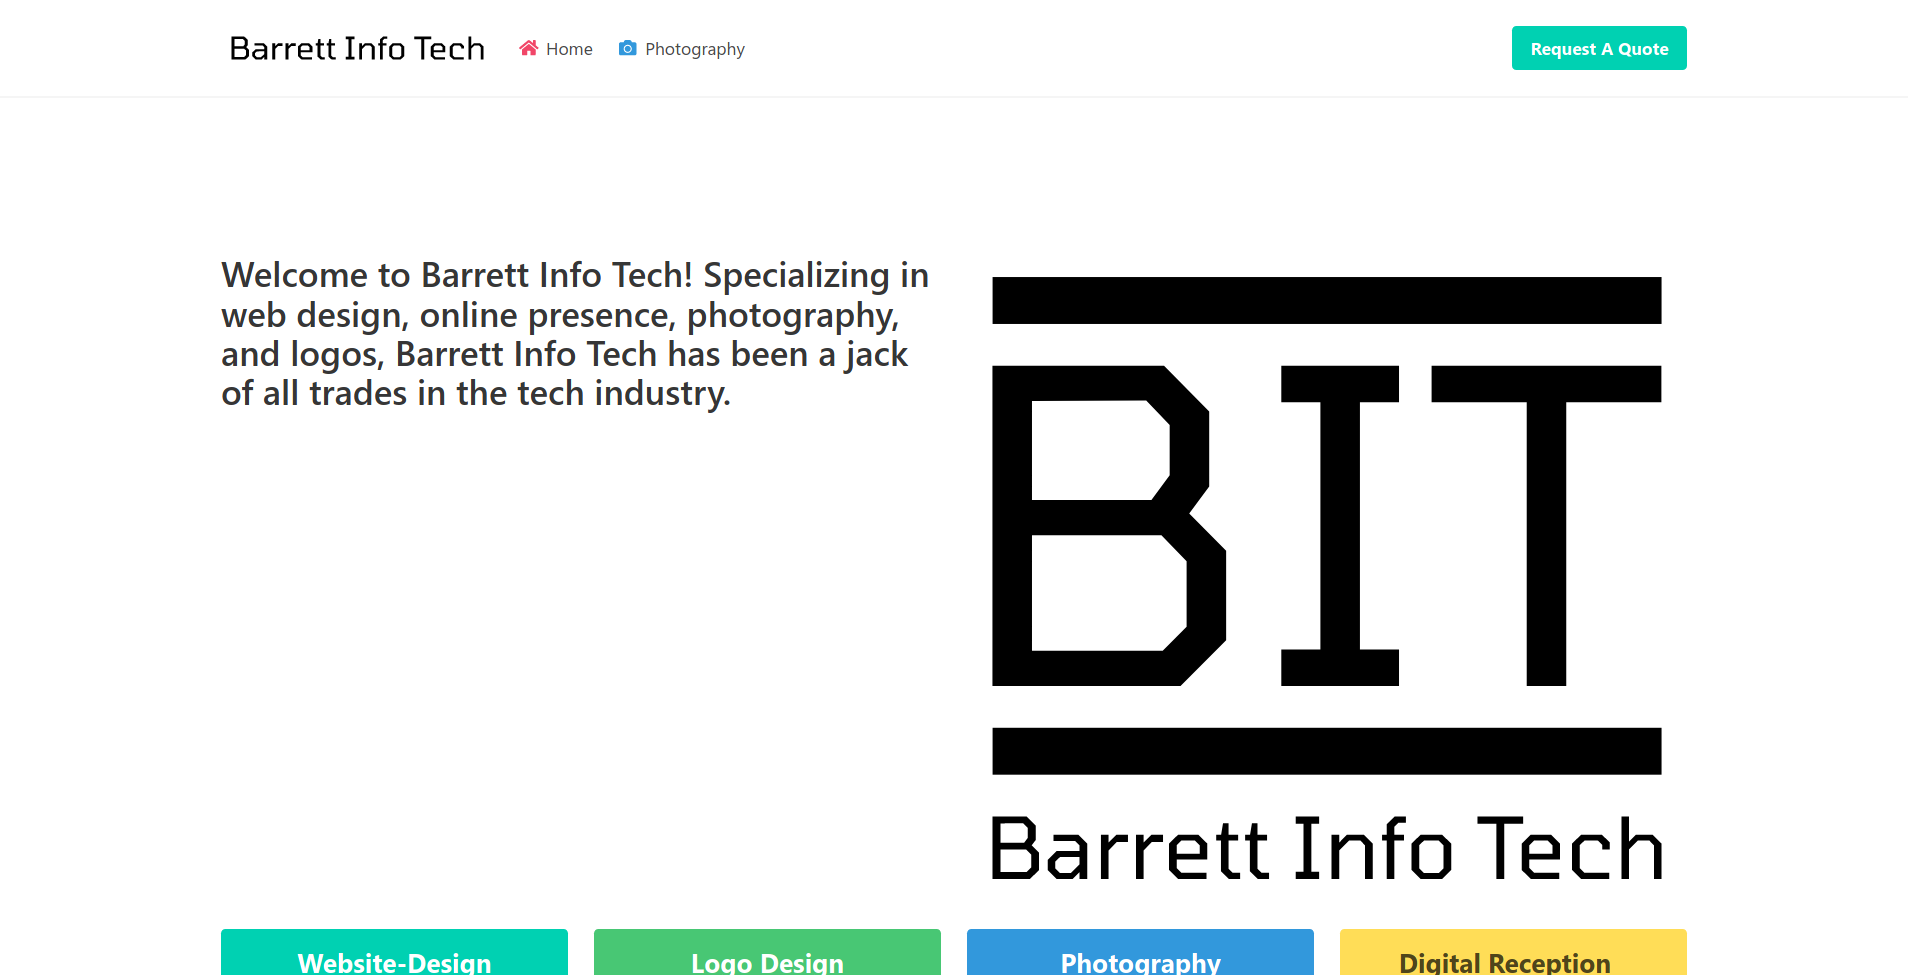 Barrett Info Tech Home Photography Request A Quote
Welcome to Barrett Info Tech! Specializing in
web design, online presence, photography,
and logos, Barrett Info Tech has been a jack
of all trades in the tech industry.
BIT
Barrett Info Tech
Website-Design Logo Design Photography Digital Reception